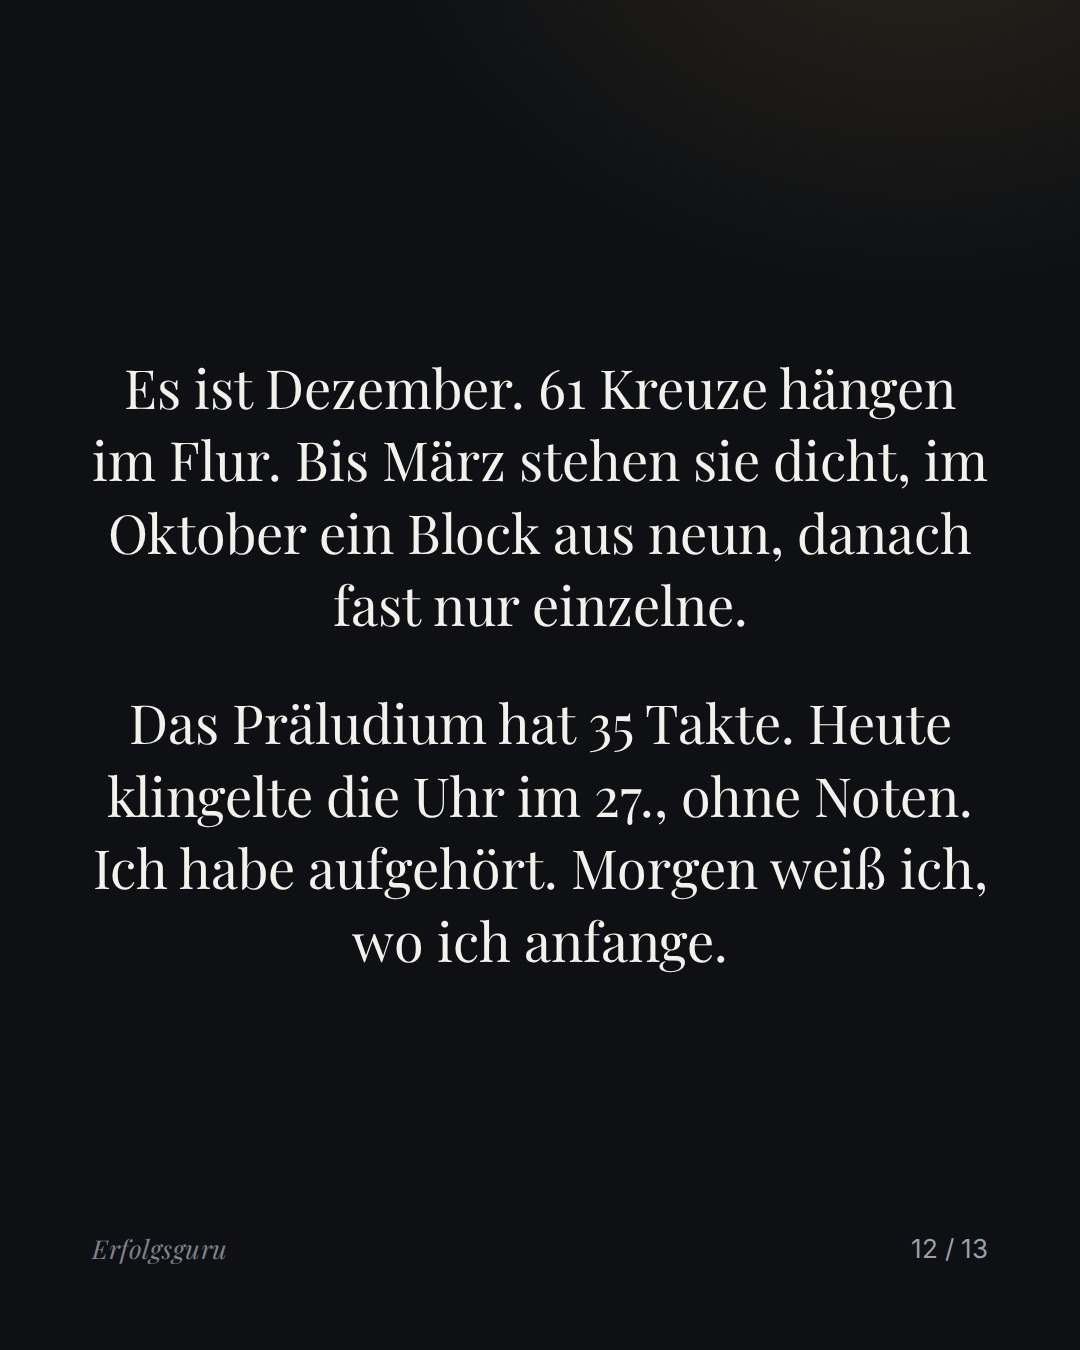 Es ist Dezember. 61 Kreuze hängen
im Flur. Bis März stehen sie dicht, im
Oktober ein Block aus neun, danach
fast nur einzelne.
Das Präludium hat 35 Takte. Heute
klingelte die Uhr im 27., ohne Noten.
Ich habe aufgehört. Morgen weiß ich,
wo ich anfange.
Erfolgsguru
12 / 13